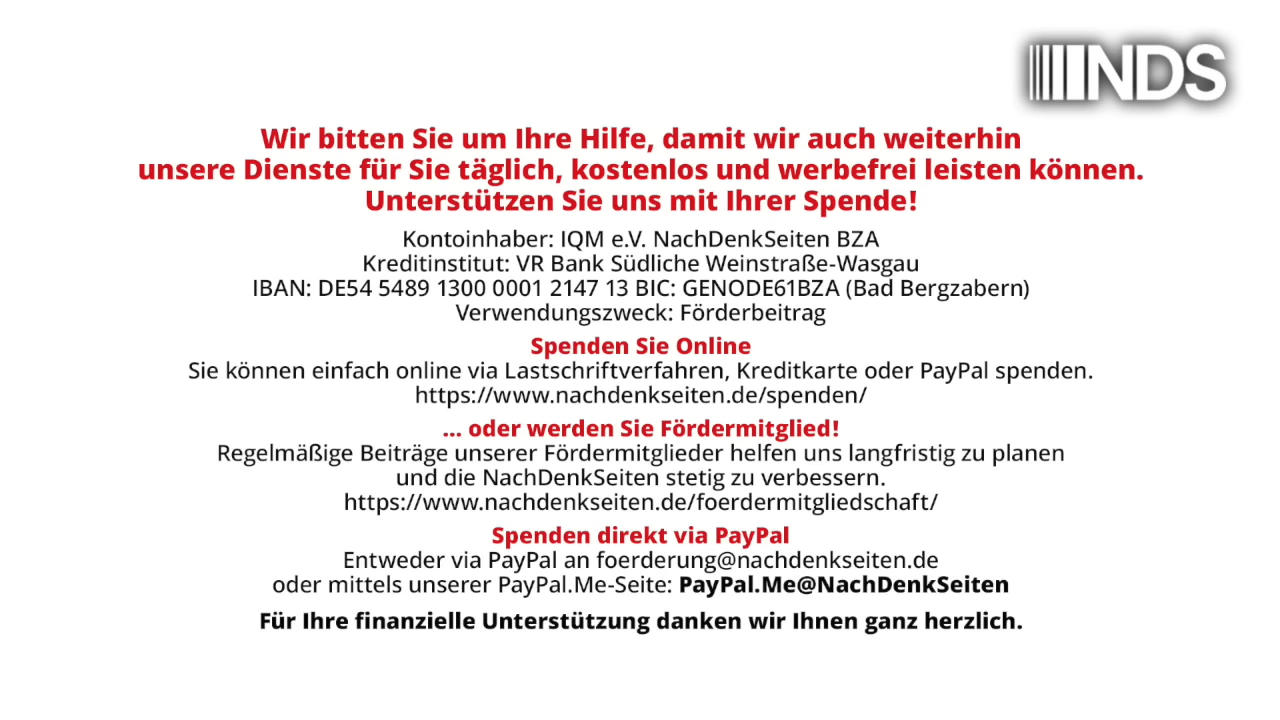 NDS
Wir bitten Sie um Ihre Hilfe, damit wir auch weiterhin
unsere Dienste für Sie täglich, kostenlos und werbefrei leisten können.
Unterstützen Sie uns mit Ihrer Spende!
Kontoinhaber: IQM e.V. NachDenkSeiten BZA
Kreditinstitut: VR Bank Südliche Weinstraße-Wasgau
IBAN: DE54 5489 1300 0001 2147 13 BIC: GENODE61BZA (Bad Bergzabern)
Verwendungszweck: Förderbeitrag
Spenden Sie Online
Sie können einfach online via Lastschriftverfahren, Kreditkarte oder PayPal spenden.
https://www.nachdenkseiten.de/spenden/
... oder werden Sie Fördermitglied!
Regelmäßige Beiträge unserer Fördermitglieder helfen uns langfristig zu planen
und die NachDenkSeiten stetig zu verbessern.
https://www.nachdenkseiten.de/foerdermitgliedschaft/
Spenden direkt via PayPal
Entweder via PayPal an foerderung@nachdenkseiten.de
oder mittels unserer PayPal.Me-Seite: PayPal.Me@NachDenkSeiten
Für Ihre finanzielle Unterstützung danken wir Ihnen ganz herzlich.